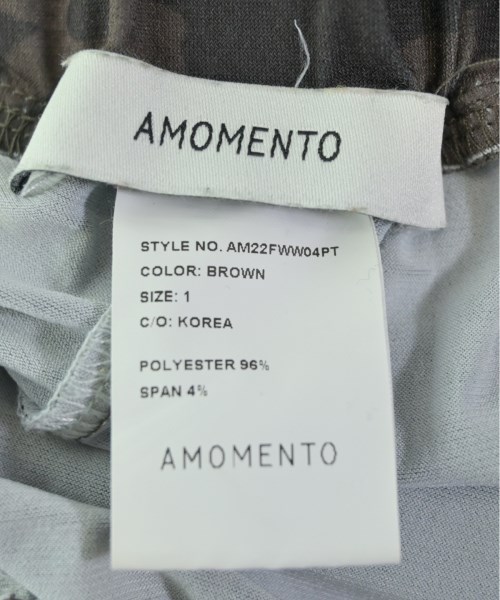 AMOMENTO
STYLE NO. AM22FWW04PT
COLOR: BROWN
SIZE: 1
C/O: KOREA
POLYESTER 96%
SPAN 4%
AMOMENTO